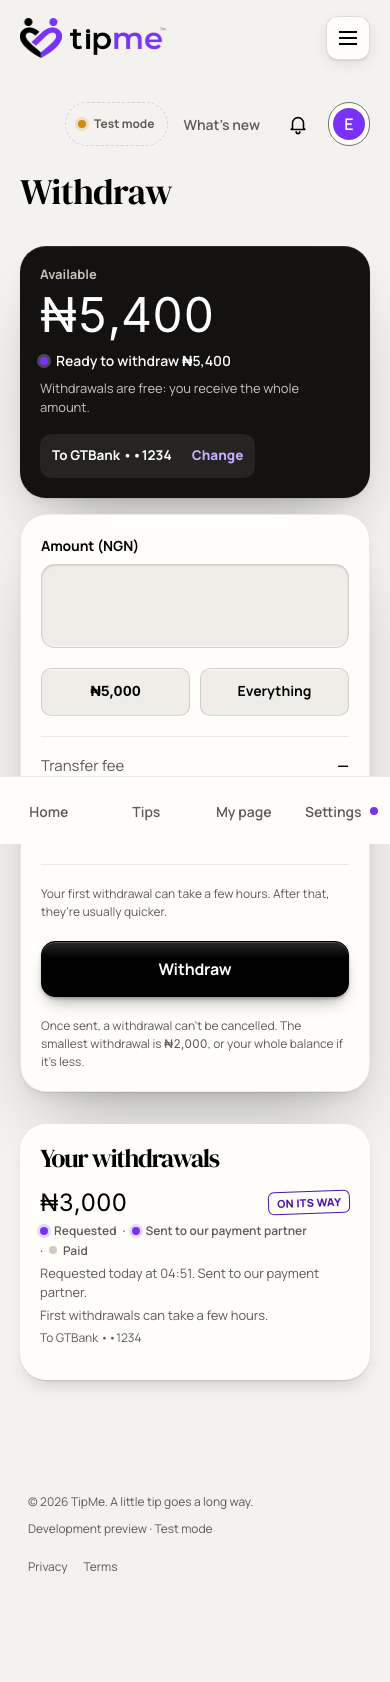 tipme™
Test mode
What's new
E
Withdraw
Available
₦5,400
Ready to withdraw ₦5,400
Withdrawals are free: you receive the whole
amount.
To GTBank ••1234 Change
Amount (NGN)
₦5,000
Everything
Transfer fee –
Home
Tips
My page
Settings
Your first withdrawal can take a few hours. After that,
they're usually quicker.
Withdraw
Once sent, a withdrawal can't be cancelled. The
smallest withdrawal is ₦2,000, or your whole balance if
it's less.
Your withdrawals
₦3,000
ON ITS WAY
Requested · Sent to our payment partner
· Paid
Requested today at 04:51. Sent to our payment
partner.
First withdrawals can take a few hours.
To GTBank ••1234
© 2026 TipMe. A little tip goes a long way.
Development preview · Test mode
Privacy Terms